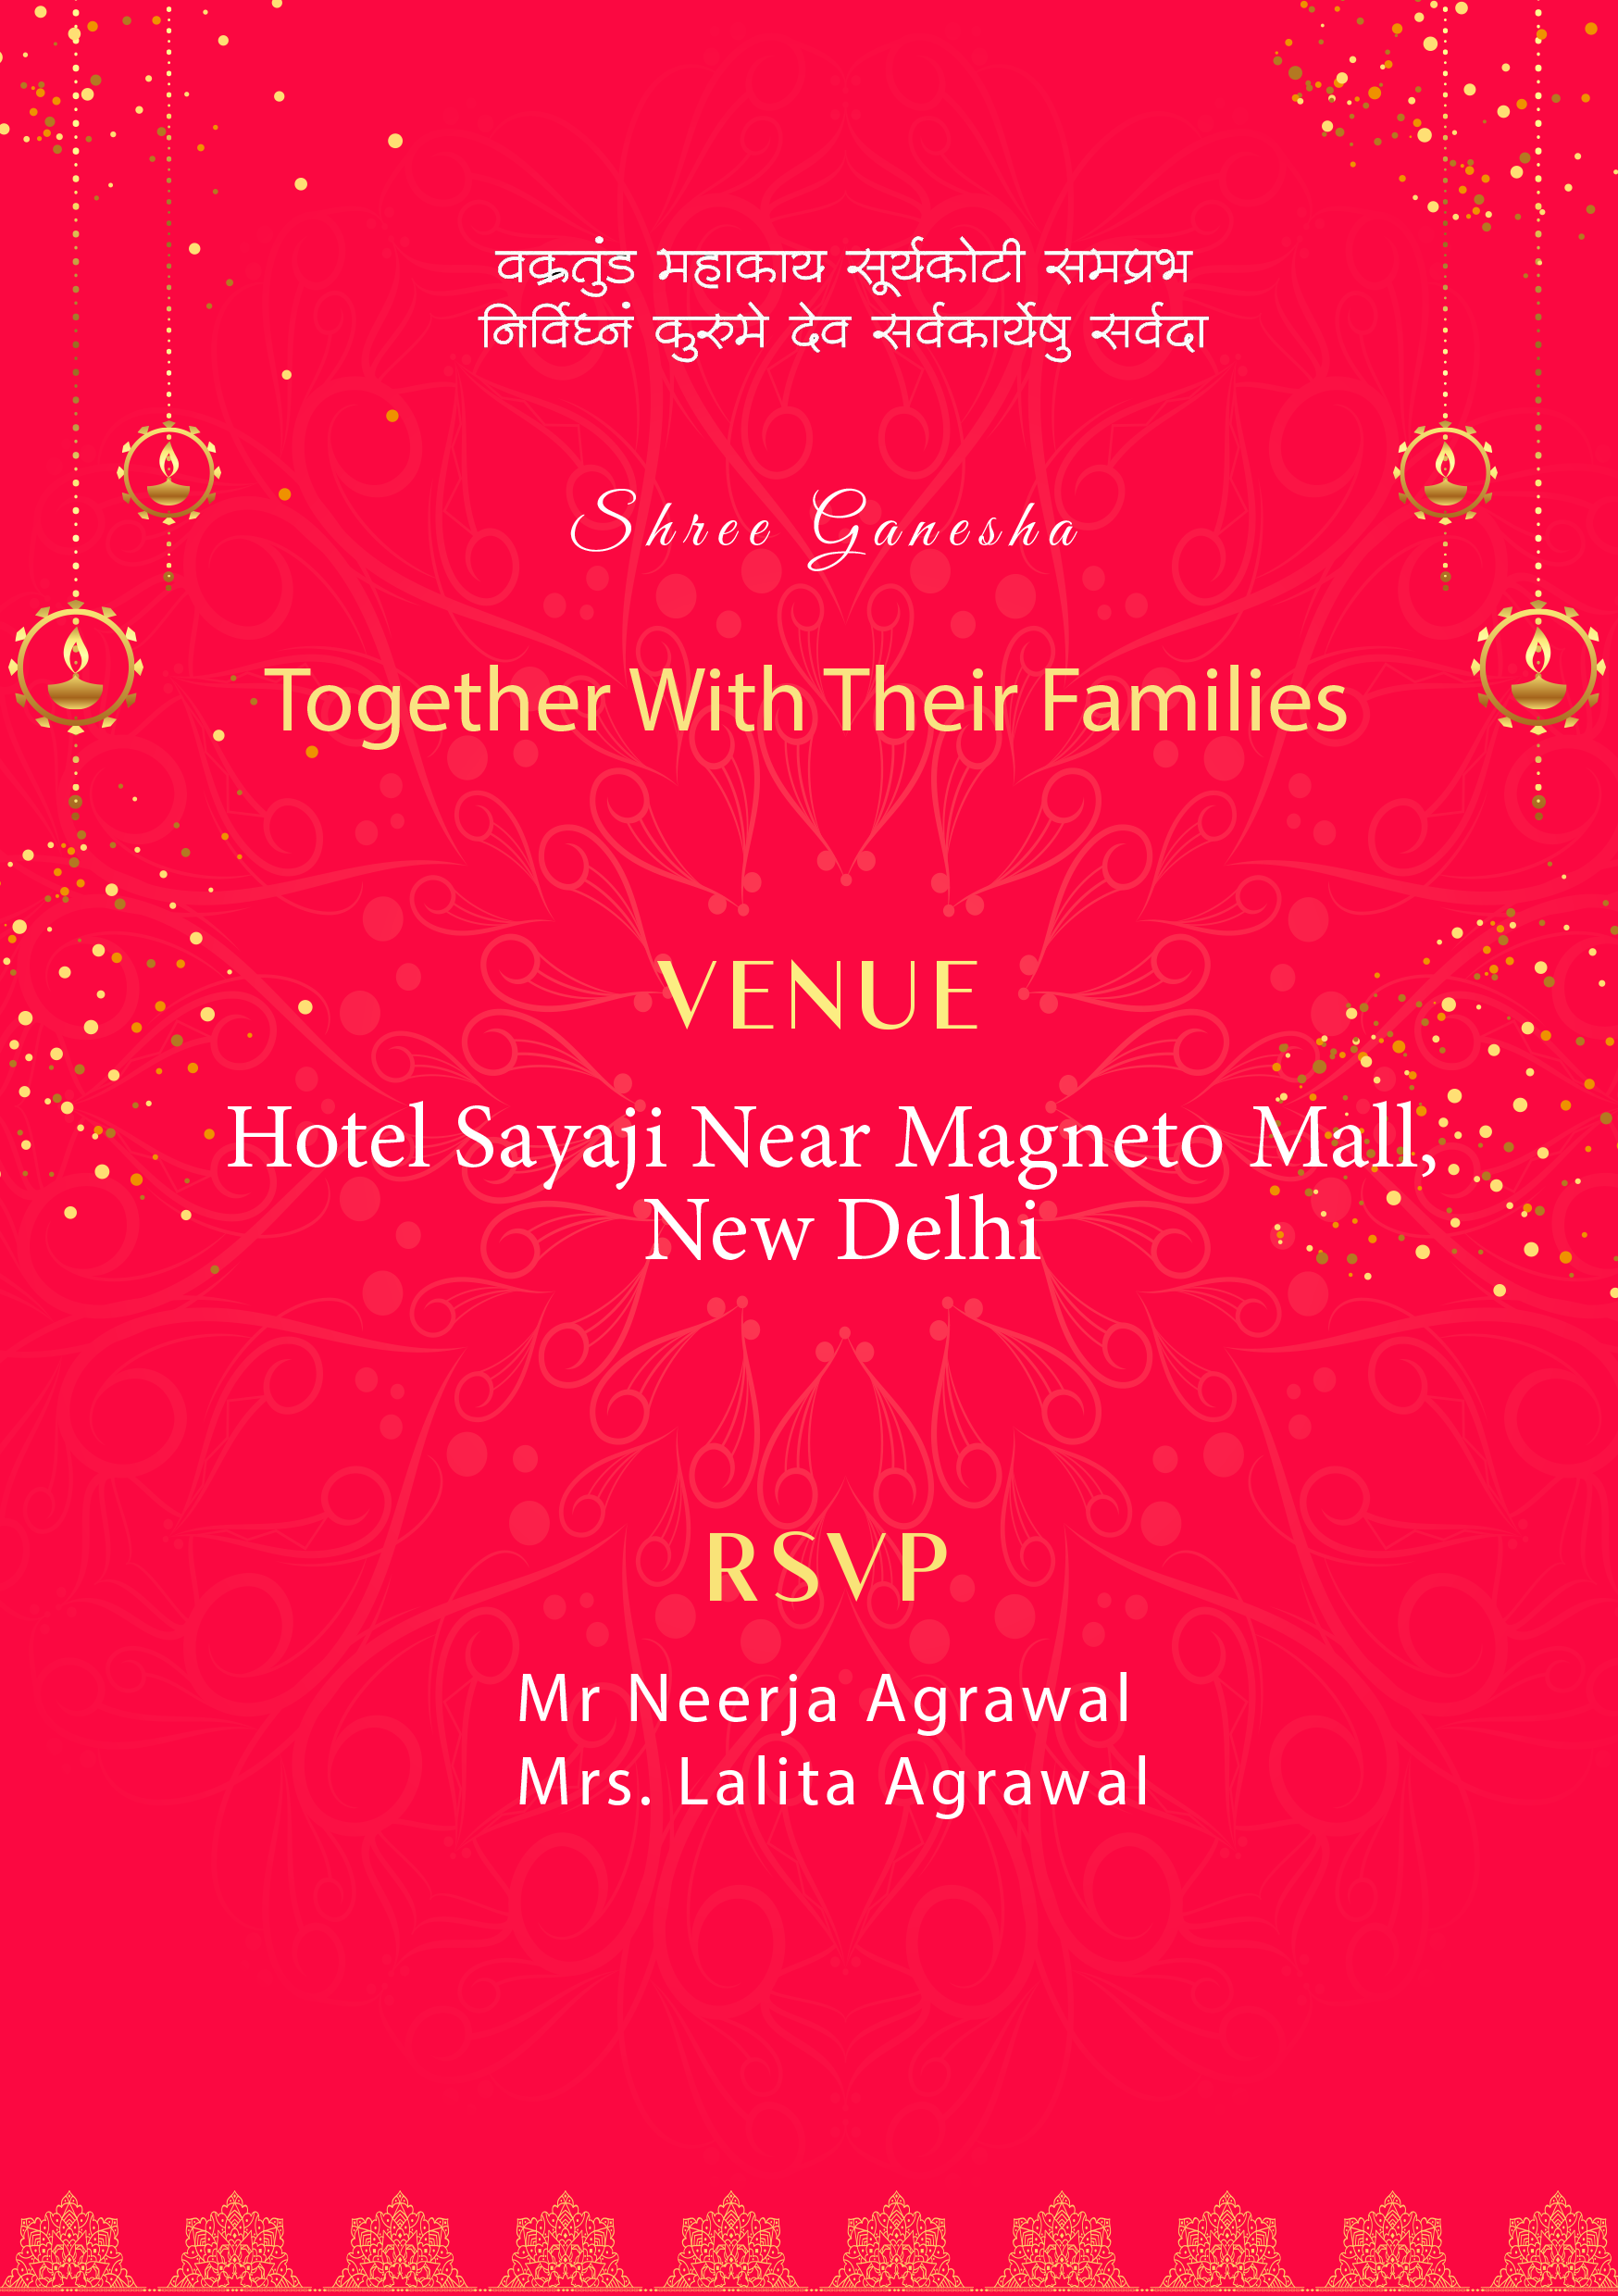 वक्रतुंड महाकाय सूर्यकोटी समप्रभ
निर्विघ्नं कुरुमे देव सर्वकार्येषु सर्वदा
Shree Ganesha
Together With Their Families
VENUE
Hotel Sayaji Near Magneto Mall,
New Delhi
RSVP
Mr Neerja Agrawal
Mrs. Lalita Agrawal